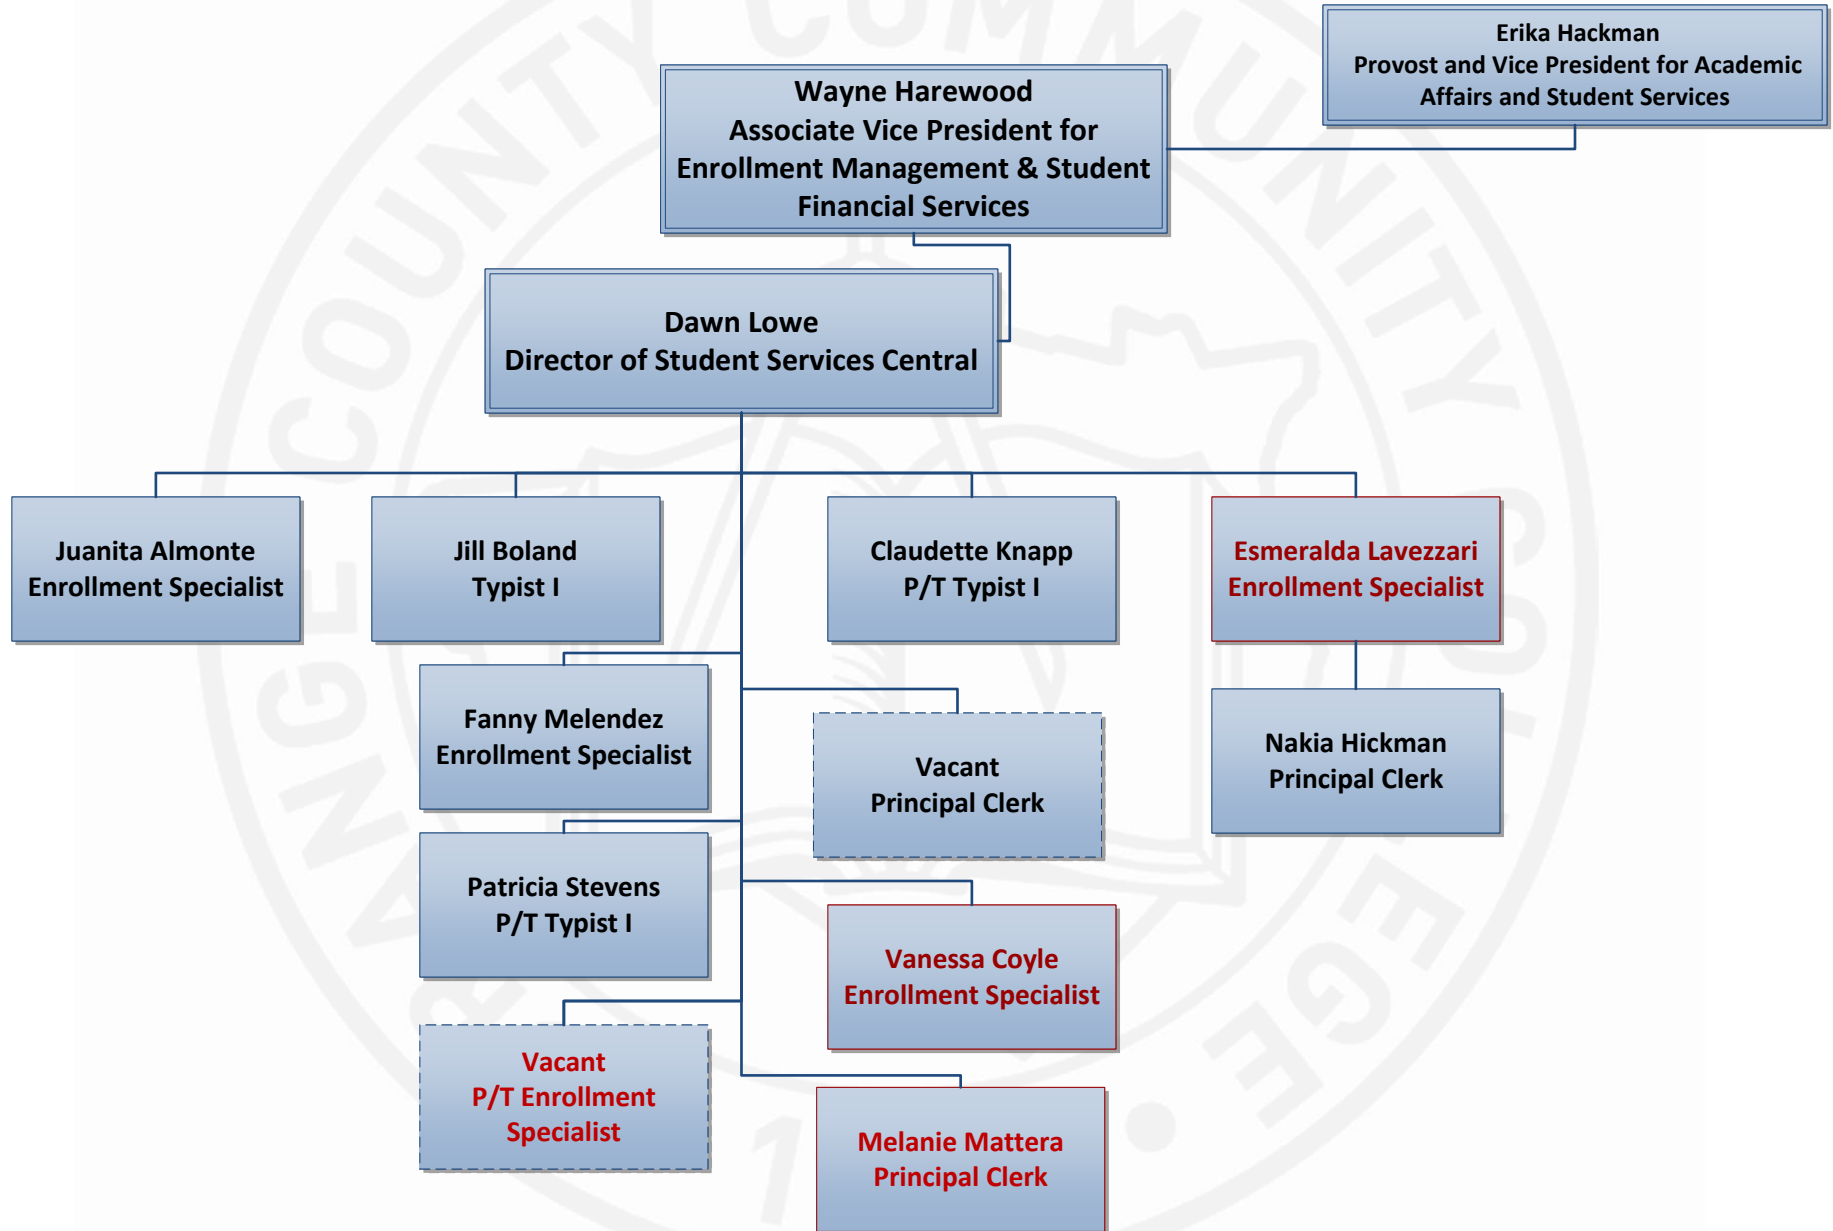 Erika Hackman
Provost and Vice President for Academic
Affairs and Student Services
Wayne Harewood
Associate Vice President for
Enrollment Management & Student
Financial Services
Dawn Lowe
Director of Student Services Central
Juanita Almonte
Enrollment Specialist
Jill Boland
Typist I
Claudette Knapp
P/T Typist I
Esmeralda Lavezzari
Enrollment Specialist
Fanny Melendez
Enrollment Specialist
Vacant
Principal Clerk
Nakia Hickman
Principal Clerk
Patricia Stevens
P/T Typist I
Vanessa Coyle
Enrollment Specialist
Vacant
P/T Enrollment
Specialist
Melanie Mattera
Principal Clerk
COUNTY COMMUNITY